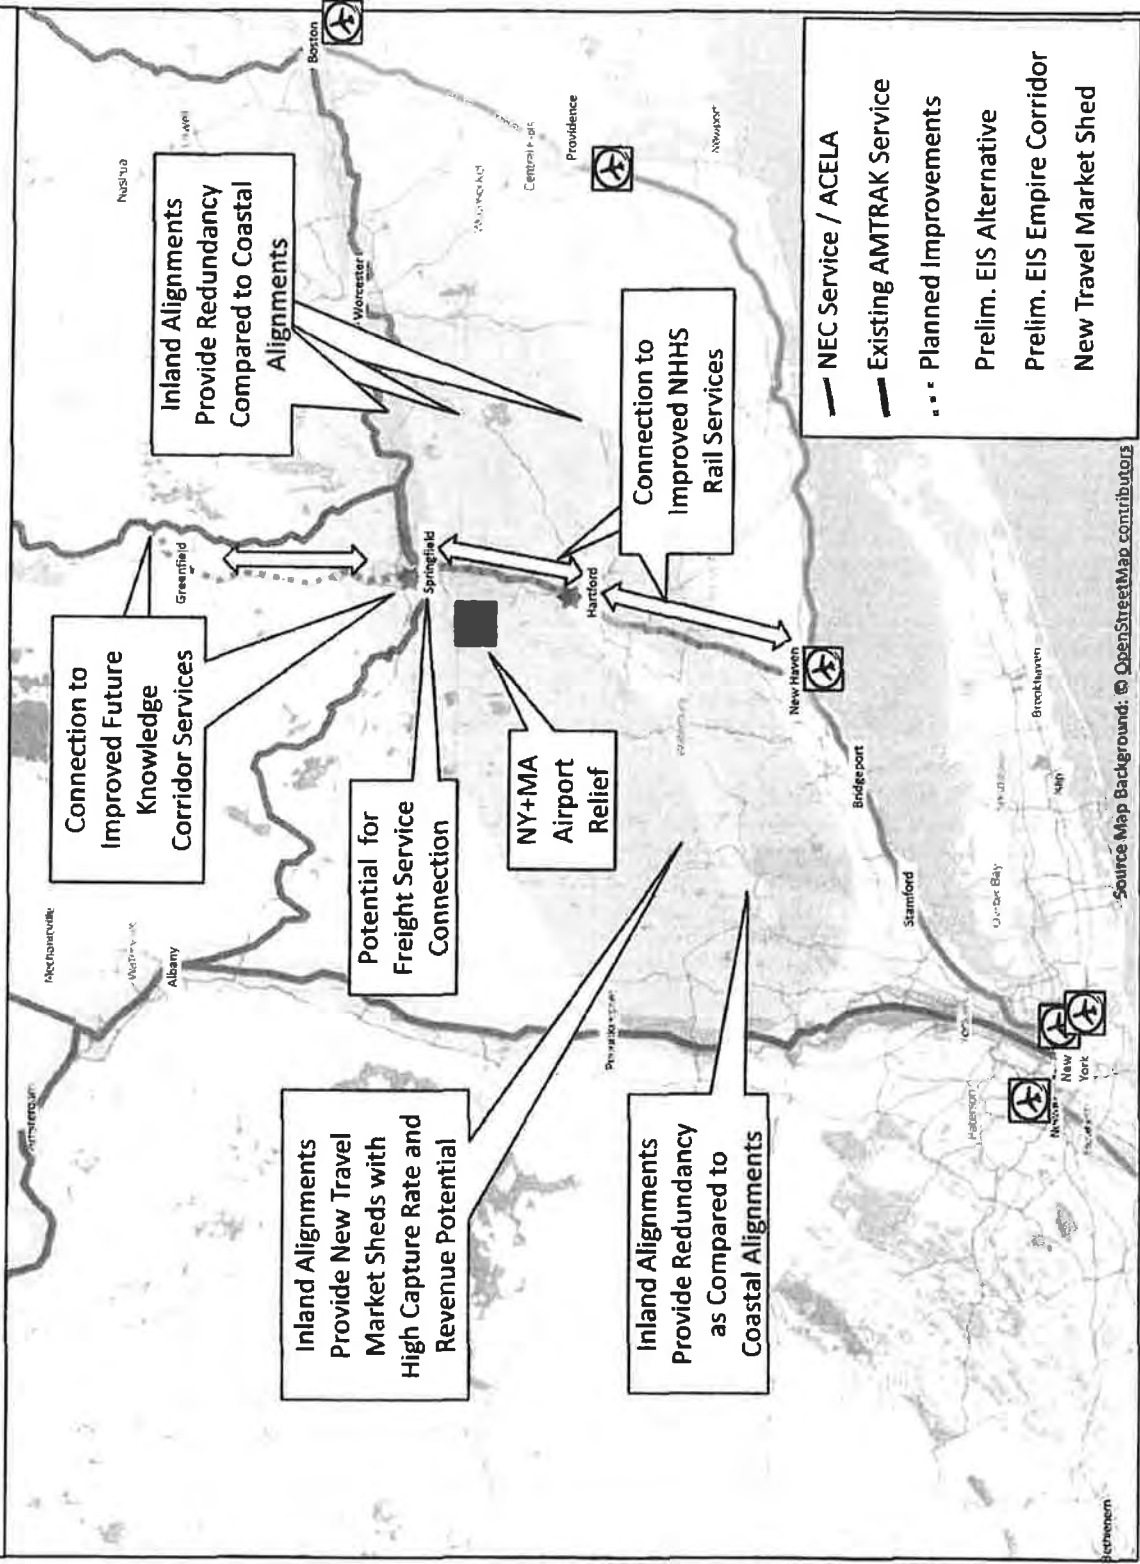 Connection to
Improved Future
Knowledge
Corridor Services
Inland Alignments
Provide Redundancy
Compared to Coastal
Alignments
Potential for
Freight Service
Connection
NY+MA
Airport
Relief
Connection to
Improved NHHS
Rail Services
Inland Alignments
Provide New Travel
Market Sheds with
High Capture Rate and
Revenue Potential
Inland Alignments
Provide Redundancy
as Compared to
Coastal Alignments
Mechanicville
Albany
Greenfield
Springfield
Worcester
Boston
Nashua
Providence
Newport
Hartford
New Haven
Bridgeport
Stamford
Brookhaven
Paterson
New
York
NEC Service / ACELA
Existing AMTRAK Service
Planned Improvements
Prelim. EIS Alternative
Prelim. EIS Empire Corridor
New Travel Market Shed
Source Map Background: © OpenStreetMap contributors